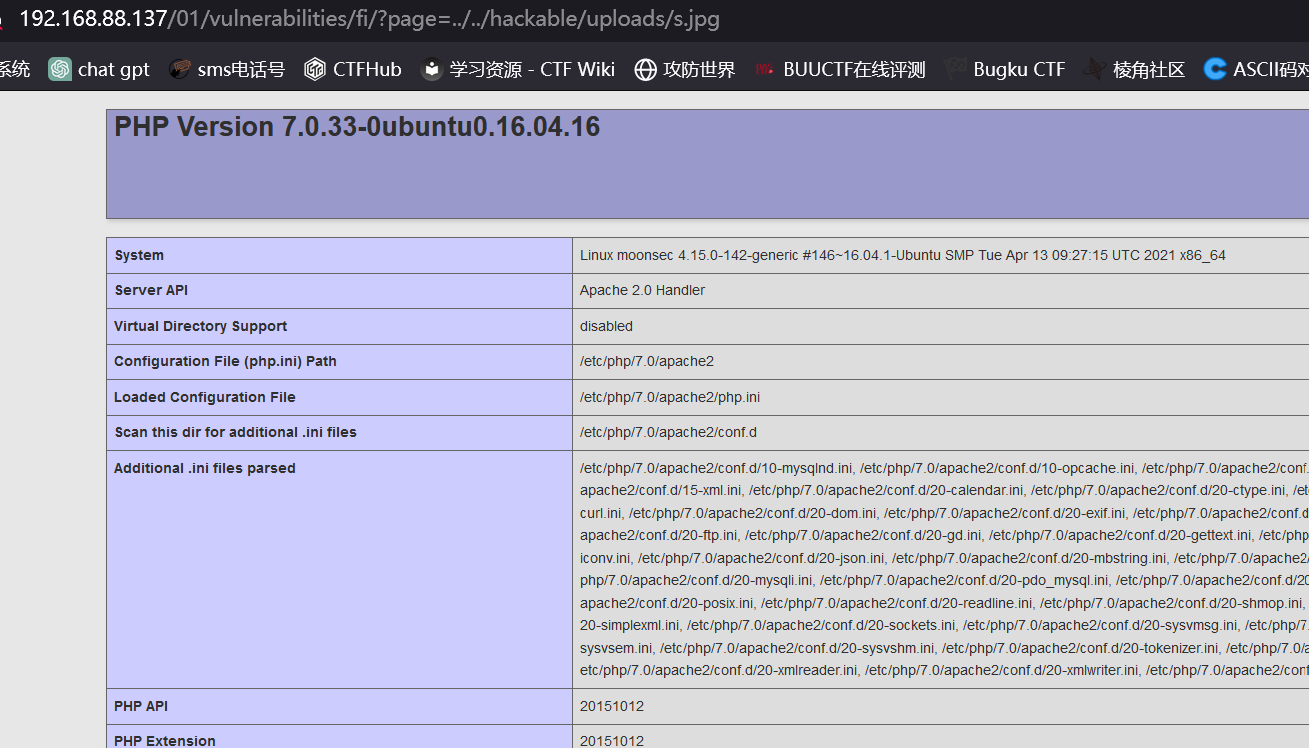 192.168.88.137/01/vulnerabilities/fi/?page=../../hackable/uploads/s.jpg
系统 chat gpt sms电话号 CTFHub 学习资源 - CTF Wiki 攻防世界 BUUCTF在线评测 Bugku CTF 棱角社区 ASCII码对
PHP Version 7.0.33-0ubuntu0.16.04.16
System Linux moonsec 4.15.0-142-generic #146~16.04.1-Ubuntu SMP Tue Apr 13 09:27:15 UTC 2021 x86_64
Server API Apache 2.0 Handler
Virtual Directory Support disabled
Configuration File (php.ini) Path /etc/php/7.0/apache2
Loaded Configuration File /etc/php/7.0/apache2/php.ini
Scan this dir for additional .ini files /etc/php/7.0/apache2/conf.d
Additional .ini files parsed /etc/php/7.0/apache2/conf.d/10-mysqlnd.ini, /etc/php/7.0/apache2/conf.d/10-opcache.ini, /etc/php/7.0/apache2/conf.
apache2/conf.d/15-xml.ini, /etc/php/7.0/apache2/conf.d/20-calendar.ini, /etc/php/7.0/apache2/conf.d/20-ctype.ini, /et
curl.ini, /etc/php/7.0/apache2/conf.d/20-dom.ini, /etc/php/7.0/apache2/conf.d/20-exif.ini, /etc/php/7.0/apache2/conf.d
apache2/conf.d/20-ftp.ini, /etc/php/7.0/apache2/conf.d/20-gd.ini, /etc/php/7.0/apache2/conf.d/20-gettext.ini, /etc/php
iconv.ini, /etc/php/7.0/apache2/conf.d/20-json.ini, /etc/php/7.0/apache2/conf.d/20-mbstring.ini, /etc/php/7.0/apache2/
php/7.0/apache2/conf.d/20-mysqli.ini, /etc/php/7.0/apache2/conf.d/20-pdo_mysql.ini, /etc/php/7.0/apache2/conf.d/20
apache2/conf.d/20-posix.ini, /etc/php/7.0/apache2/conf.d/20-readline.ini, /etc/php/7.0/apache2/conf.d/20-shmop.ini,
20-simplexml.ini, /etc/php/7.0/apache2/conf.d/20-sockets.ini, /etc/php/7.0/apache2/conf.d/20-sysvmsg.ini, /etc/php/7.
sysvsem.ini, /etc/php/7.0/apache2/conf.d/20-sysvshm.ini, /etc/php/7.0/apache2/conf.d/20-tokenizer.ini, /etc/php/7.0/a
etc/php/7.0/apache2/conf.d/20-xmlreader.ini, /etc/php/7.0/apache2/conf.d/20-xmlwriter.ini, /etc/php/7.0/apache2/conf
PHP API 20151012
PHP Extension 20151012